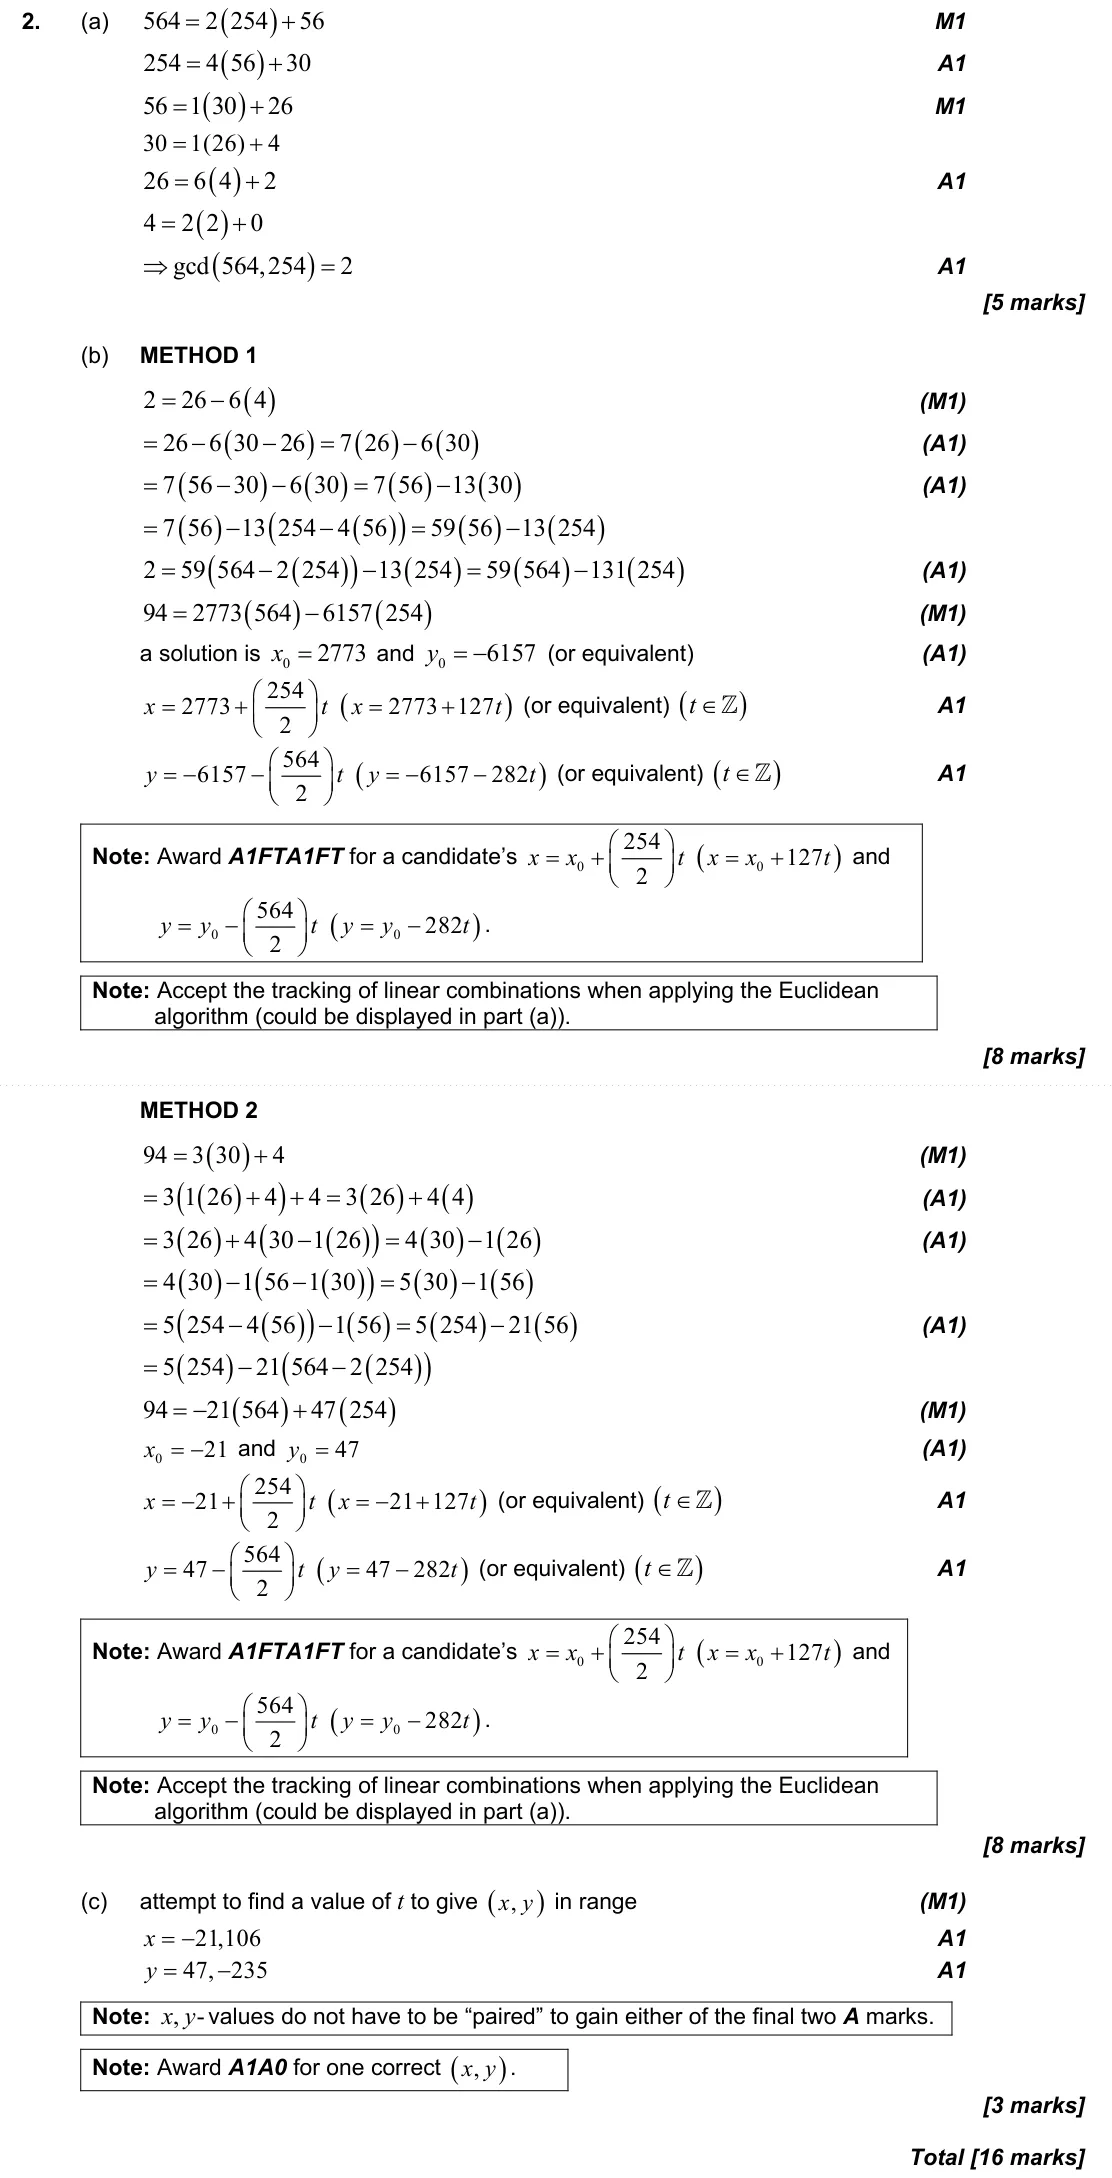 2. (a) 564 = 2(254) + 56 M1
254 = 4(56) + 30 A1
56 = 1(30) + 26 M1
30 = 1(26) + 4
26 = 6(4) + 2 A1
4 = 2(2) + 0
⇒ gcd(564, 254) = 2 A1
[5 marks]
(b) METHOD 1
2 = 26 − 6(4) (M1)
= 26 − 6(30 − 26) = 7(26) − 6(30) (A1)
= 7(56 − 30) − 6(30) = 7(56) − 13(30) (A1)
= 7(56) − 13(254 − 4(56)) = 59(56) − 13(254)
2 = 59(564 − 2(254)) − 13(254) = 59(564) − 131(254) (A1)
94 = 2773(564) − 6157(254) (M1)
a solution is x₀ = 2773 and y₀ = −6157 (or equivalent) (A1)
x = 2773 + (254/2)t (x = 2773 + 127t) (or equivalent) (t ∈ ℤ) A1
y = −6157 − (564/2)t (y = −6157 − 282t) (or equivalent) (t ∈ ℤ) A1
Note: Award A1FTA1FT for a candidate's x = x₀ + (254/2)t (x = x₀ + 127t) and
y = y₀ − (564/2)t (y = y₀ − 282t).
Note: Accept the tracking of linear combinations when applying the Euclidean
algorithm (could be displayed in part (a)).
[8 marks]
METHOD 2
94 = 3(30) + 4 (M1)
= 3(1(26) + 4) + 4 = 3(26) + 4(4) (A1)
= 3(26) + 4(30 − 1(26)) = 4(30) − 1(26) (A1)
= 4(30) − 1(56 − 1(30)) = 5(30) − 1(56)
= 5(254 − 4(56)) − 1(56) = 5(254) − 21(56) (A1)
= 5(254) − 21(564 − 2(254))
94 = −21(564) + 47(254) (M1)
x₀ = −21 and y₀ = 47 (A1)
x = −21 + (254/2)t (x = −21 + 127t) (or equivalent) (t ∈ ℤ) A1
y = 47 − (564/2)t (y = 47 − 282t) (or equivalent) (t ∈ ℤ) A1
Note: Award A1FTA1FT for a candidate's x = x₀ + (254/2)t (x = x₀ + 127t) and
y = y₀ − (564/2)t (y = y₀ − 282t).
Note: Accept the tracking of linear combinations when applying the Euclidean
algorithm (could be displayed in part (a)).
[8 marks]
(c) attempt to find a value of t to give (x, y) in range (M1)
x = −21, 106 A1
y = 47, −235 A1
Note: x, y- values do not have to be “paired” to gain either of the final two A marks.
Note: Award A1A0 for one correct (x, y).
[3 marks]
Total [16 marks]